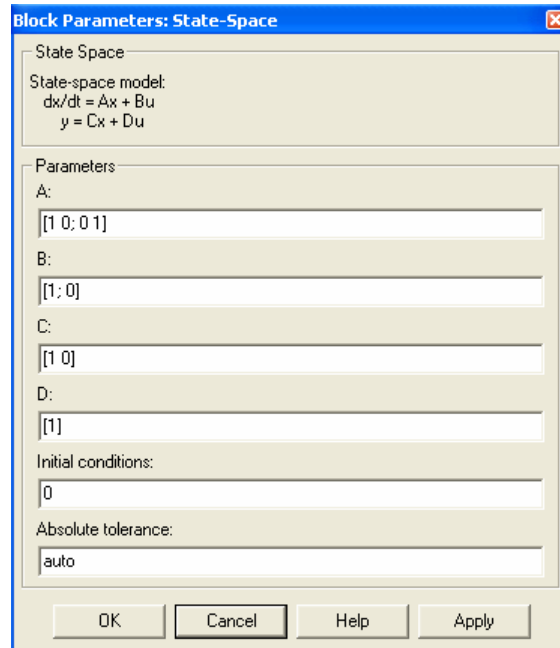 Block Parameters: State-Space
State Space
State-space model:
dx/dt = Ax + Bu
y = Cx + Du
Parameters
A:
[1 0; 0 1]
B:
[1; 0]
C:
[1 0]
D:
[1]
Initial conditions:
0
Absolute tolerance:
auto
OK Cancel Help Apply